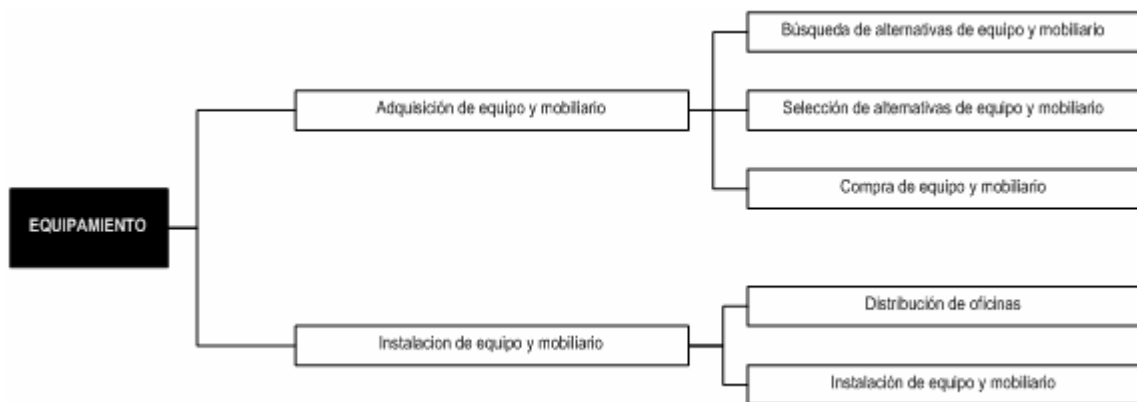 EQUIPAMIENTO
Adquisición de equipo y mobiliario
Búsqueda de alternativas de equipo y mobiliario
Selección de alternativas de equipo y mobiliario
Compra de equipo y mobiliario
Instalacion de equipo y mobiliario
Distribución de oficinas
Instalación de equipo y mobiliario